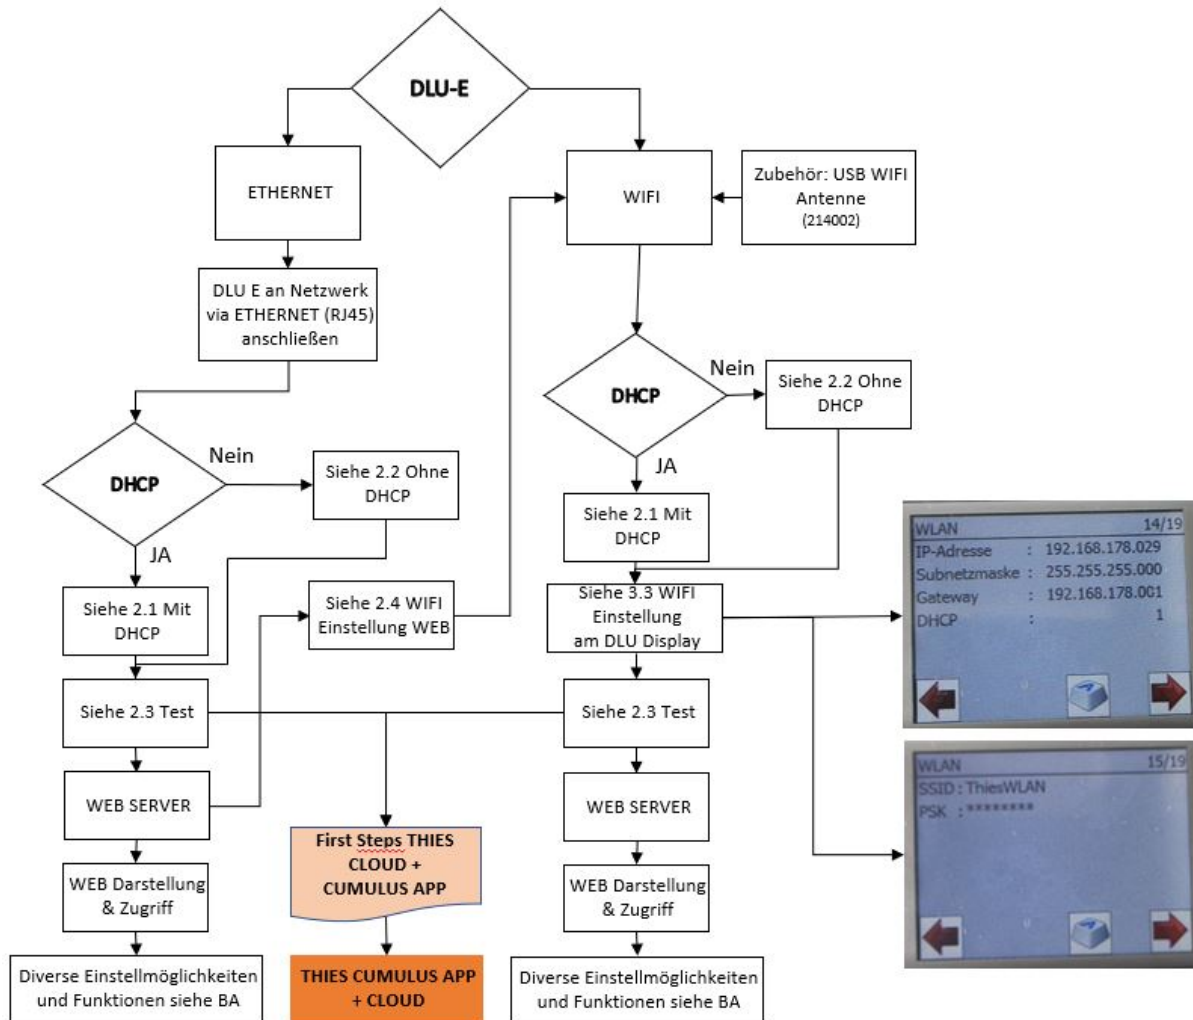 DLU-E
ETHERNET
WIFI
Zubehör: USB WIFI
Antenne
(214002)
DLU E an Netzwerk
via ETHERNET (RJ45)
anschließen
DHCP
Nein
Siehe 2.2 Ohne
DHCP
JA
Siehe 2.1 Mit
DHCP
DHCP
Nein
Siehe 2.2 Ohne
DHCP
JA
Siehe 2.1 Mit
DHCP
Siehe 2.4 WIFI
Einstellung WEB
Siehe 3.3 WIFI
Einstellung
am DLU Display
WLAN 14/19
IP-Adresse : 192.168.178.029
Subnetzmaske : 255.255.255.000
Gateway : 192.168.178.001
DHCP : 1
Siehe 2.3 Test
Siehe 2.3 Test
WLAN 15/19
SSID : ThiesWLAN
PSK : ********
WEB SERVER
WEB SERVER
First Steps THIES
CLOUD +
CUMULUS APP
WEB Darstellung
& Zugriff
WEB Darstellung
& Zugriff
Diverse Einstellmöglichkeiten
und Funktionen siehe BA
THIES CUMULUS APP
+ CLOUD
Diverse Einstellmöglichkeiten
und Funktionen siehe BA